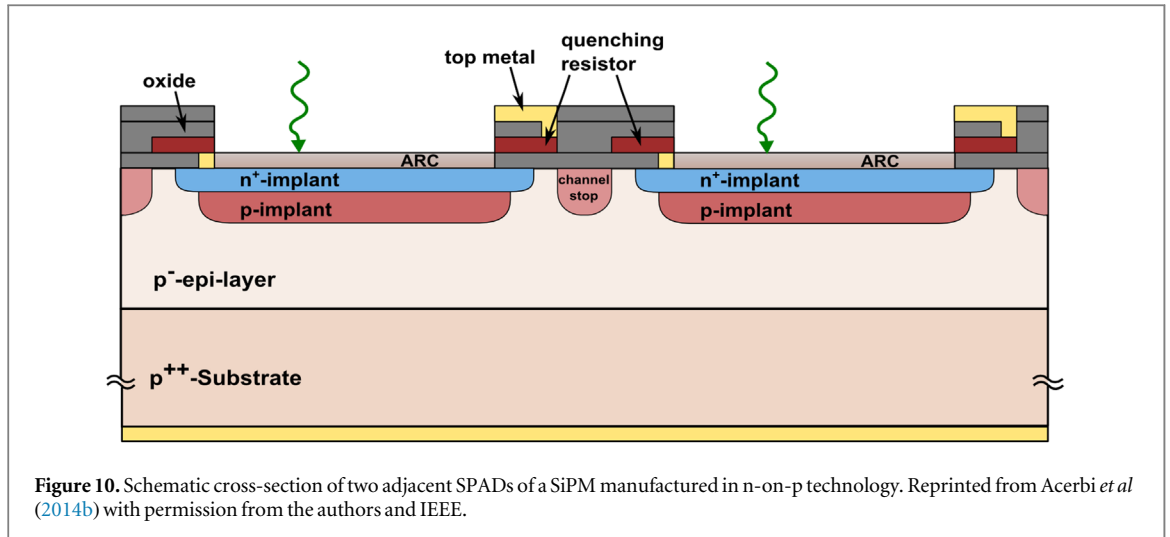 quenching
resistor
top metal
oxide
ARC
ARC
n+-implant
channel
stop
n+-implant
p-implant
p-implant
p--epi-layer
p++-Substrate
Figure 10. Schematic cross-section of two adjacent SPADs of a SiPM manufactured in n-on-p technology. Reprinted from Acerbi et al
(2014b) with permission from the authors and IEEE.